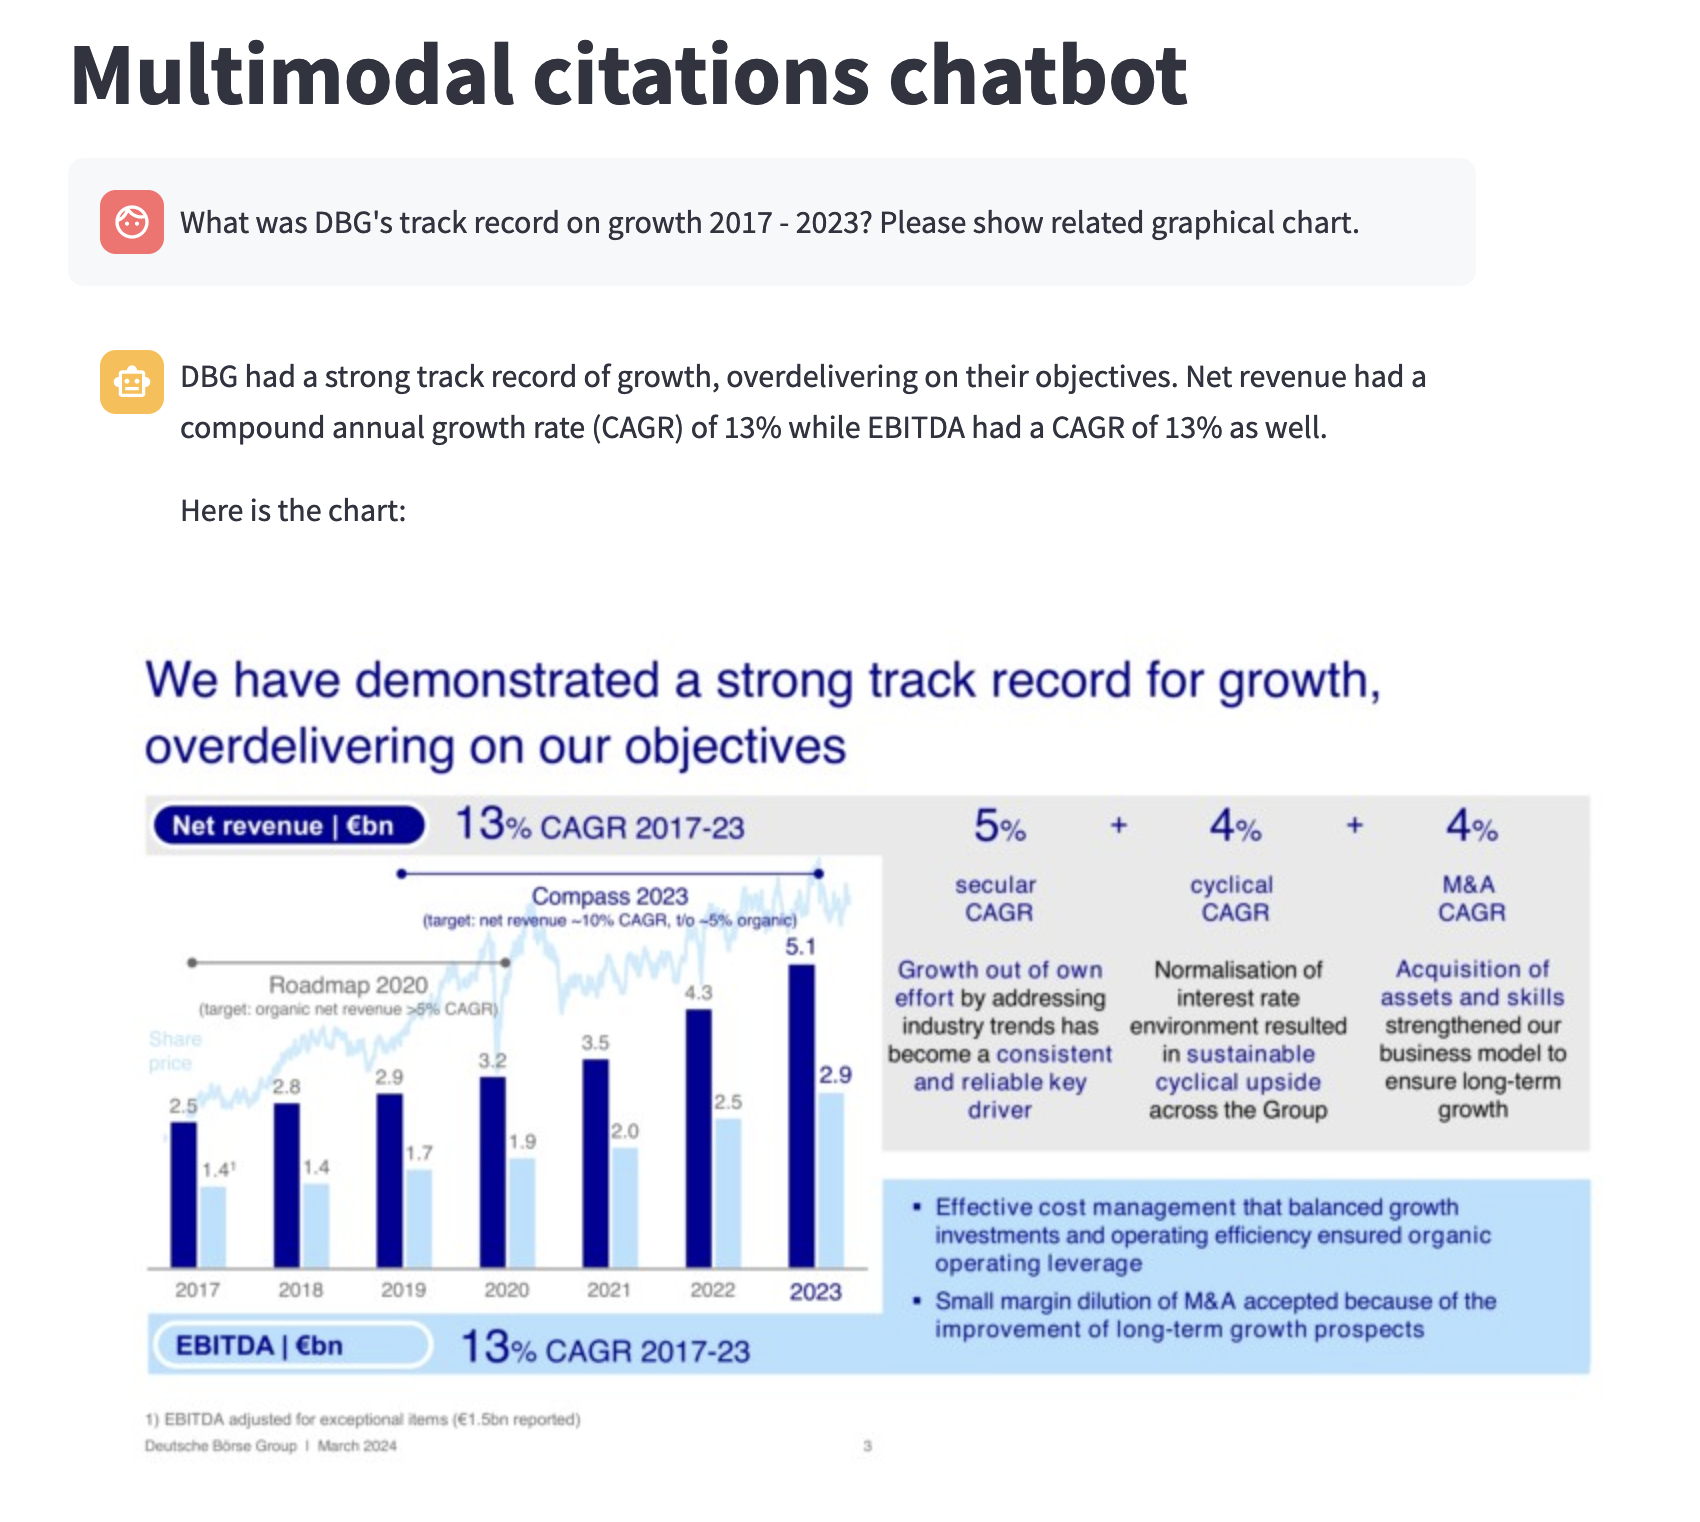 Multimodal citations chatbot
What was DBG's track record on growth 2017 - 2023? Please show related graphical chart.
DBG had a strong track record of growth, overdelivering on their objectives. Net revenue had a
compound annual growth rate (CAGR) of 13% while EBITDA had a CAGR of 13% as well.
Here is the chart:
We have demonstrated a strong track record for growth,
overdelivering on our objectives
Net revenue | €bn
13% CAGR 2017-23
Compass 2023
(target: net revenue ~10% CAGR, t/o ~5% organic)
Roadmap 2020
(target: organic net revenue >5% CAGR)
Share
price
2.5
1.4¹
2.8
1.4
2.9
1.7
3.2
1.9
3.5
2.0
4.3
2.5
5.1
2.9
2017
2018
2019
2020
2021
2022
2023
EBITDA | €bn
13% CAGR 2017-23
5%
+
4%
+
4%
secular
CAGR
cyclical
CAGR
M&A
CAGR
Growth out of own
effort by addressing
industry trends has
become a consistent
and reliable key
driver
Normalisation of
interest rate
environment resulted
in sustainable
cyclical upside
across the Group
Acquisition of
assets and skills
strengthened our
business model to
ensure long-term
growth
▪ Effective cost management that balanced growth
investments and operating efficiency ensured organic
operating leverage
▪ Small margin dilution of M&A accepted because of the
improvement of long-term growth prospects
1) EBITDA adjusted for exceptional items (€1.5bn reported)
Deutsche Börse Group | March 2024
3